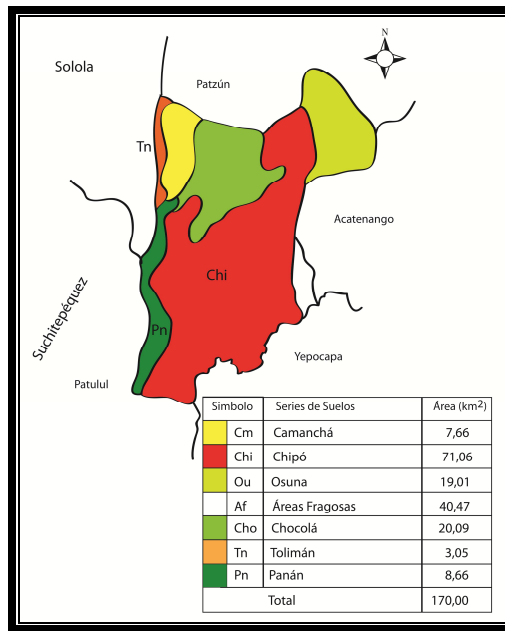 N
Solola
Patzún
Tn
Acatenango
Chi
Suchitepéquez
Pn
Yepocapa
Patulul
Simbolo Series de Suelos Área (km²)
Cm Camanchá 7,66
Chi Chipó 71,06
Ou Osuna 19,01
Af Áreas Fragosas 40,47
Cho Chocolá 20,09
Tn Tolimán 3,05
Pn Panán 8,66
Total 170,00